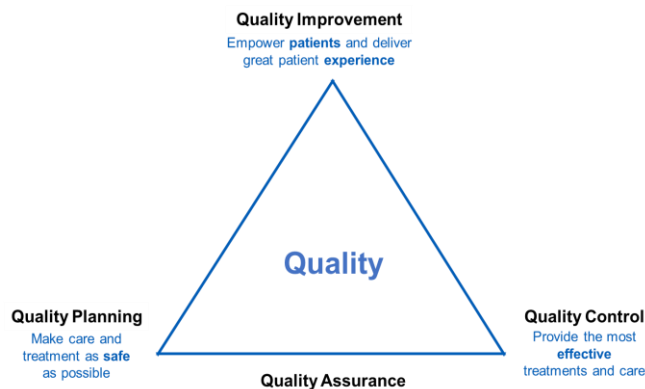 Quality Improvement
Empower patients and deliver
great patient experience
Quality
Quality Planning
Make care and
treatment as safe
as possible
Quality Control
Provide the most
effective
treatments and care
Quality Assurance